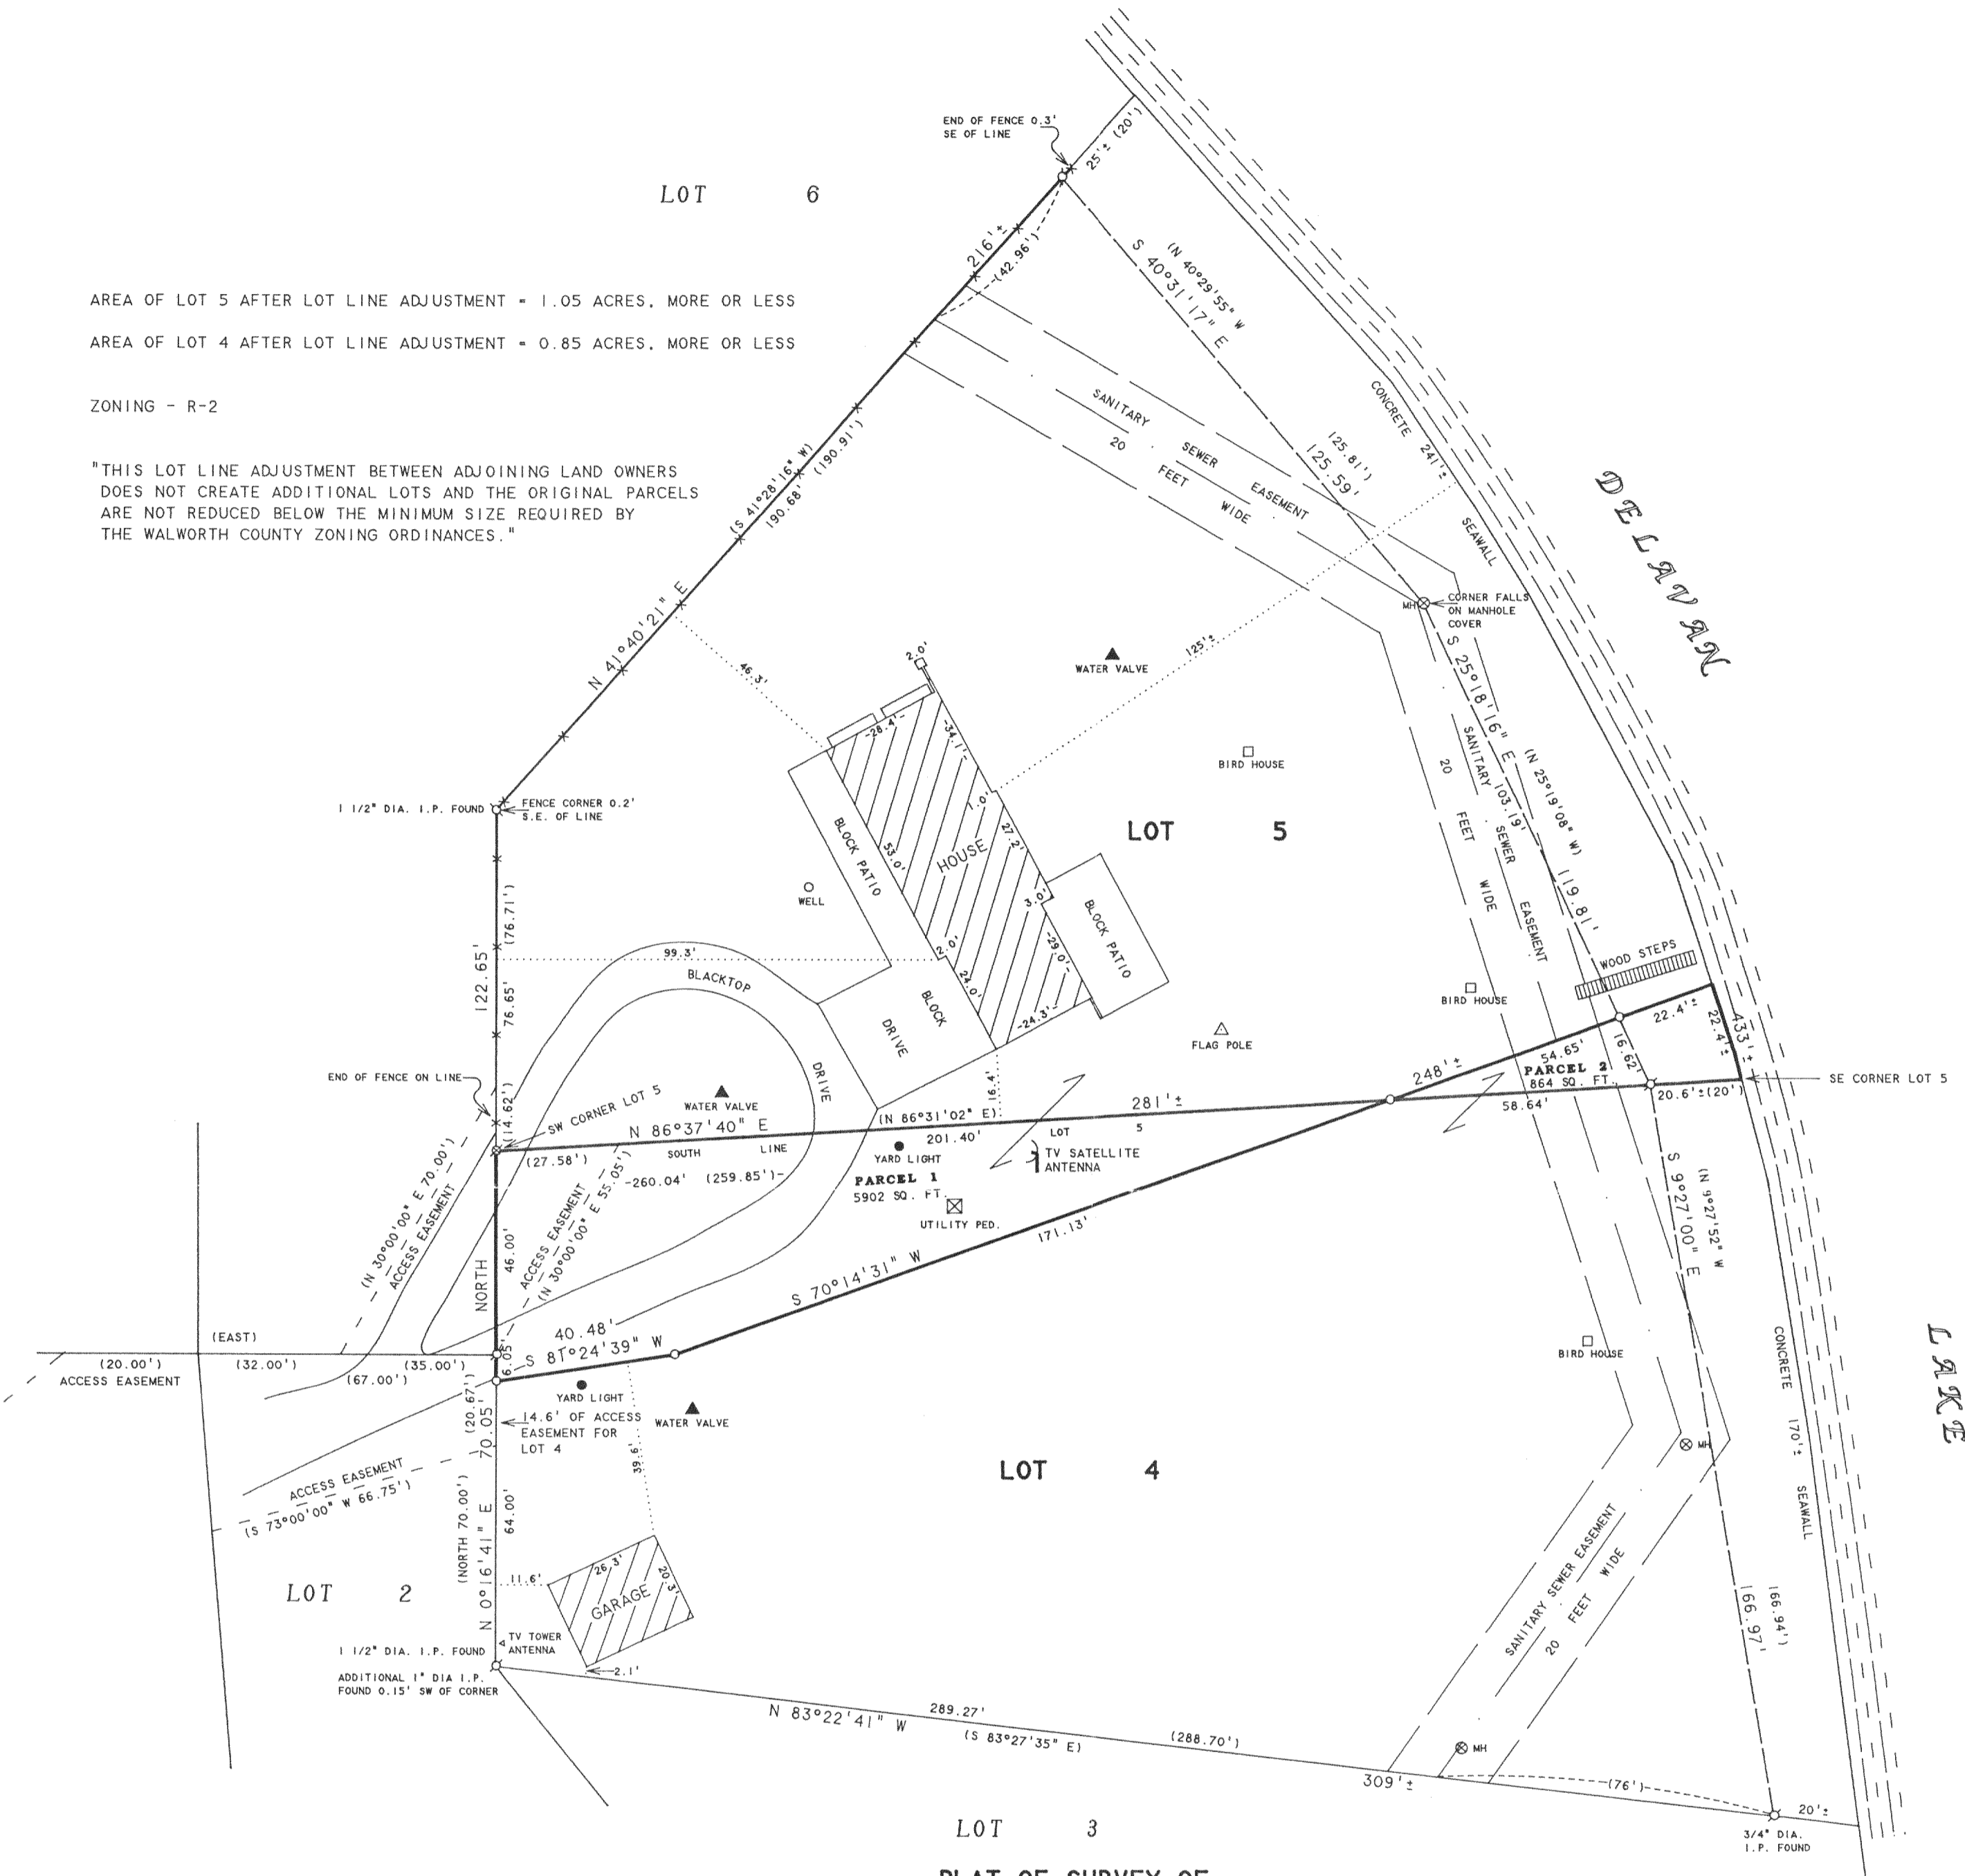 END OF FENCE 0.3'
SE OF LINE
25'± (20')
LOT 6
216'±
(42.96')
(N 40°29'55" W
S 40°31'17" E
125.81')
125.59'
AREA OF LOT 5 AFTER LOT LINE ADJUSTMENT = 1.05 ACRES, MORE OR LESS
AREA OF LOT 4 AFTER LOT LINE ADJUSTMENT = 0.85 ACRES, MORE OR LESS
ZONING - R-2
"THIS LOT LINE ADJUSTMENT BETWEEN ADJOINING LAND OWNERS
DOES NOT CREATE ADDITIONAL LOTS AND THE ORIGINAL PARCELS
ARE NOT REDUCED BELOW THE MINIMUM SIZE REQUIRED BY
THE WALWORTH COUNTY ZONING ORDINANCES."
(S 41°28'16" W)
190.68' (190.91')
N 41°40'21" E
SANITARY SEWER EASEMENT
20 FEET WIDE
CONCRETE 241'± SEAWALL
DELAVAN
MH
CORNER FALLS
ON MANHOLE
COVER
46.3'
2.0'
WATER VALVE
125'±
S 25°18'16" E
103.19'
(N 25°19'08" W)
119.81'
SANITARY SEWER EASEMENT
20 FEET WIDE
-28.4'-
-34.1'-
BIRD HOUSE
1 1/2" DIA. I.P. FOUND
FENCE CORNER 0.2'
S.E. OF LINE
1.0'
27.2'
LOT 5
BLOCK PATIO
53.0'
HOUSE
WELL
3.0'
BLOCK PATIO
(76.71')
122.65'
76.65'
99.3'
2.0'
-29.0'-
24.0'
BLACKTOP
DRIVE
BLOCK
DRIVE
-24.3'-
WOOD STEPS
BIRD HOUSE
FLAG POLE
22.4'±
22.4'±
433'±
16.62'
54.65'
248'±
PARCEL 2
864 SQ. FT.
SE CORNER LOT 5
20.6'±(20')
58.64'
END OF FENCE ON LINE
(14.62')
SW CORNER LOT 5
WATER VALVE
16.4'
N 86°37'40" E
(N 86°31'02" E)
281'±
201.40'
LOT 5
(27.58')
SOUTH LINE
YARD LIGHT
TV SATELLITE
ANTENNA
-260.04' (259.85')-
PARCEL 1
5902 SQ. FT.
UTILITY PED.
(N 30°00'00" E 70.00')
ACCESS EASEMENT
ACCESS EASEMENT
(N 30°00'00" E 55.05')
46.00'
NORTH
171.13'
S 70°14'31" W
S 9°27'00" E
(N 9°27'52" W
(EAST)
40.48'
S 81°24'39" W
6.05'
(20.00')
(32.00')
(35.00')
ACCESS EASEMENT
(67.00')
BIRD HOUSE
CONCRETE 170'± SEAWALL
LAKE
(20.67')
YARD LIGHT
14.6' OF ACCESS
EASEMENT FOR
LOT 4
WATER VALVE
39.6'
70.05'
MH
LOT 4
ACCESS EASEMENT
(S 73°00'00" W 66.75')
(NORTH 70.00')
N 0°16'41" E
64.00'
SANITARY SEWER EASEMENT
20 FEET WIDE
LOT 2
11.6'
26.3'
20.3'
GARAGE
166.94')
166.97'
TV TOWER
ANTENNA
1 1/2" DIA. I.P. FOUND
2.1'
ADDITIONAL 1" DIA I.P.
FOUND 0.15' SW OF CORNER
289.27'
N 83°22'41" W
(S 83°27'35" E)
(288.70')
MH
309'±
(76')
20'±
3/4" DIA.
I.P. FOUND
LOT 3
PLAT OF SURVEY OF